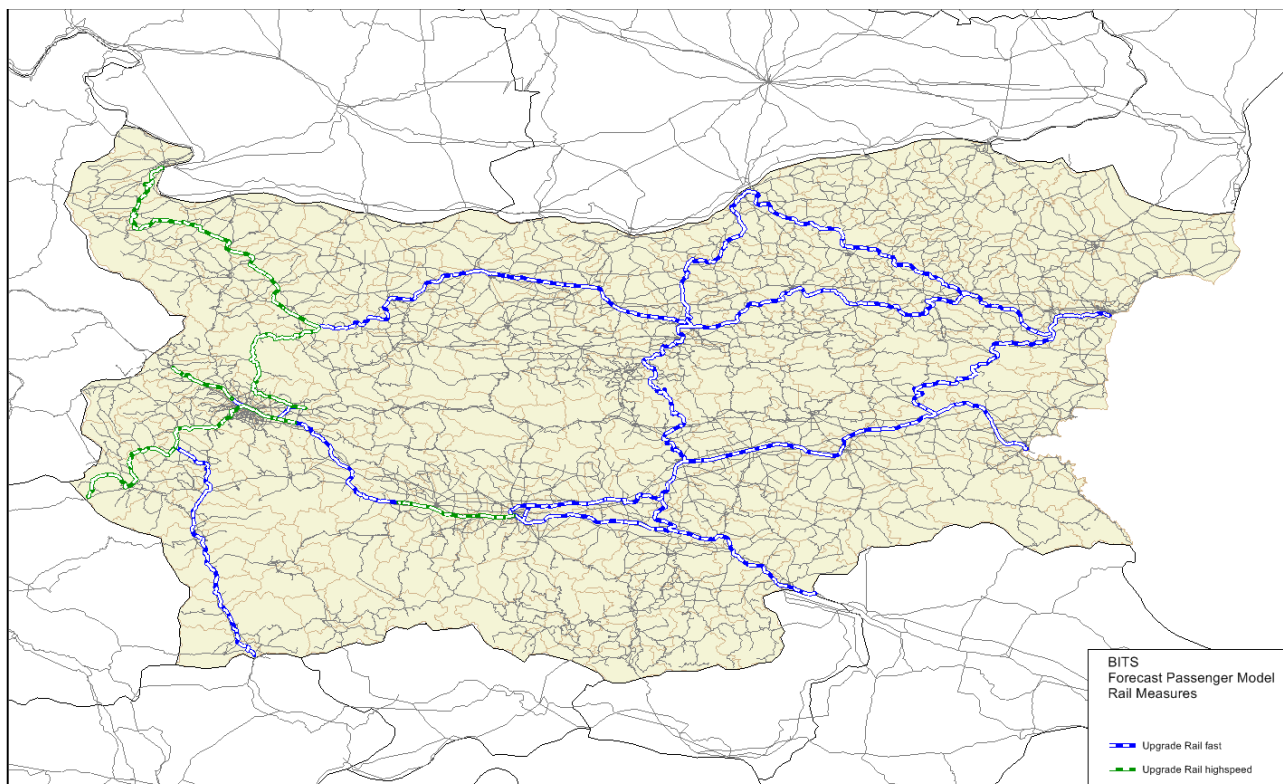 BITS
Forecast Passenger Model
Rail Measures
Upgrade Rail fast
Upgrade Rail highspeed